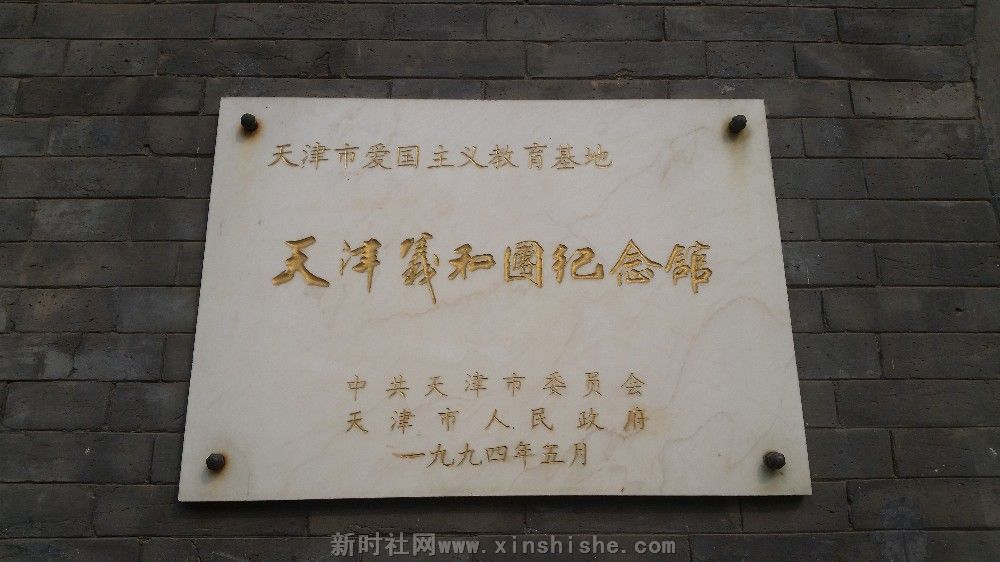 天津市爱国主义教育基地
天津義和團纪念館
中共天津市委员会
天津市人民政府
一九九四年五月
新时社网www.xinshishe.com